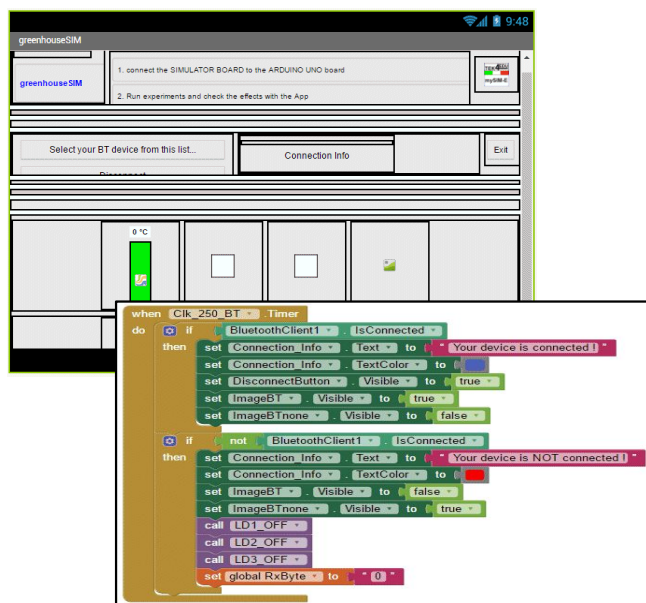 9:48
greenhouseSIM
1. connect the SIMULATOR BOARD to the ARDUINO UNO board
greenhouseSIM
mySIM-E
2. Run experiments and check the effects with the App
Select your BT device from this list...
Connection Info
Exit
Disconnect
0 °C
when Clk_250_BT .Timer
do if BluetoothClient1 . IsConnected
then set Connection_Info . Text to " Your device is connected ! "
set Connection_Info . TextColor to
set DisconnectButton . Visible to true
set ImageBT . Visible to true
set ImageBTnone . Visible to false
if not BluetoothClient1 . IsConnected
then set Connection_Info . Text to " Your device is NOT connected ! "
set Connection_Info . TextColor to
set ImageBT . Visible to false
set ImageBTnone . Visible to true
call LD1_OFF
call LD2_OFF
call LD3_OFF
set global RxByte to " 0 "